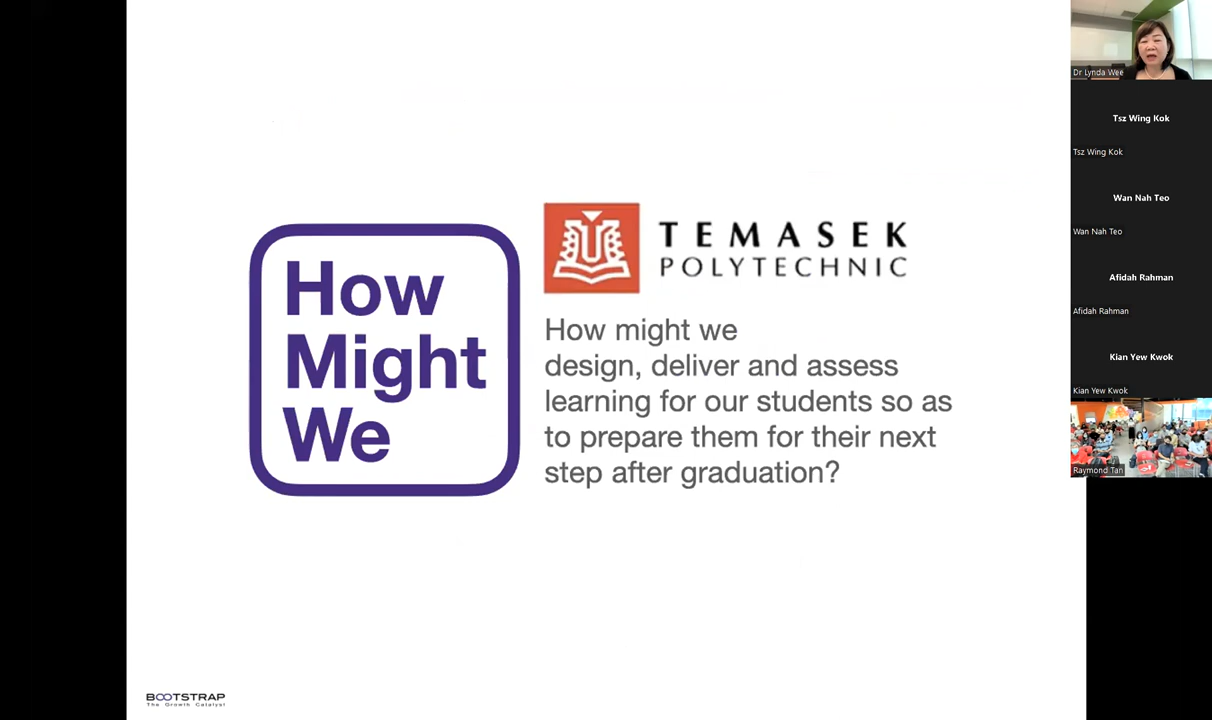 How
Might
We
TEMASEK
POLYTECHNIC
How might we
design, deliver and assess
learning for our students so as
to prepare them for their next
step after graduation?
BOOTSTRAP
The Growth Catalyst
Dr Lynda Wee
Tsz Wing Kok
Tsz Wing Kok
Wan Nah Teo
Wan Nah Teo
Afidah Rahman
Afidah Rahman
Kian Yew Kwok
Kian Yew Kwok
Raymond Tan